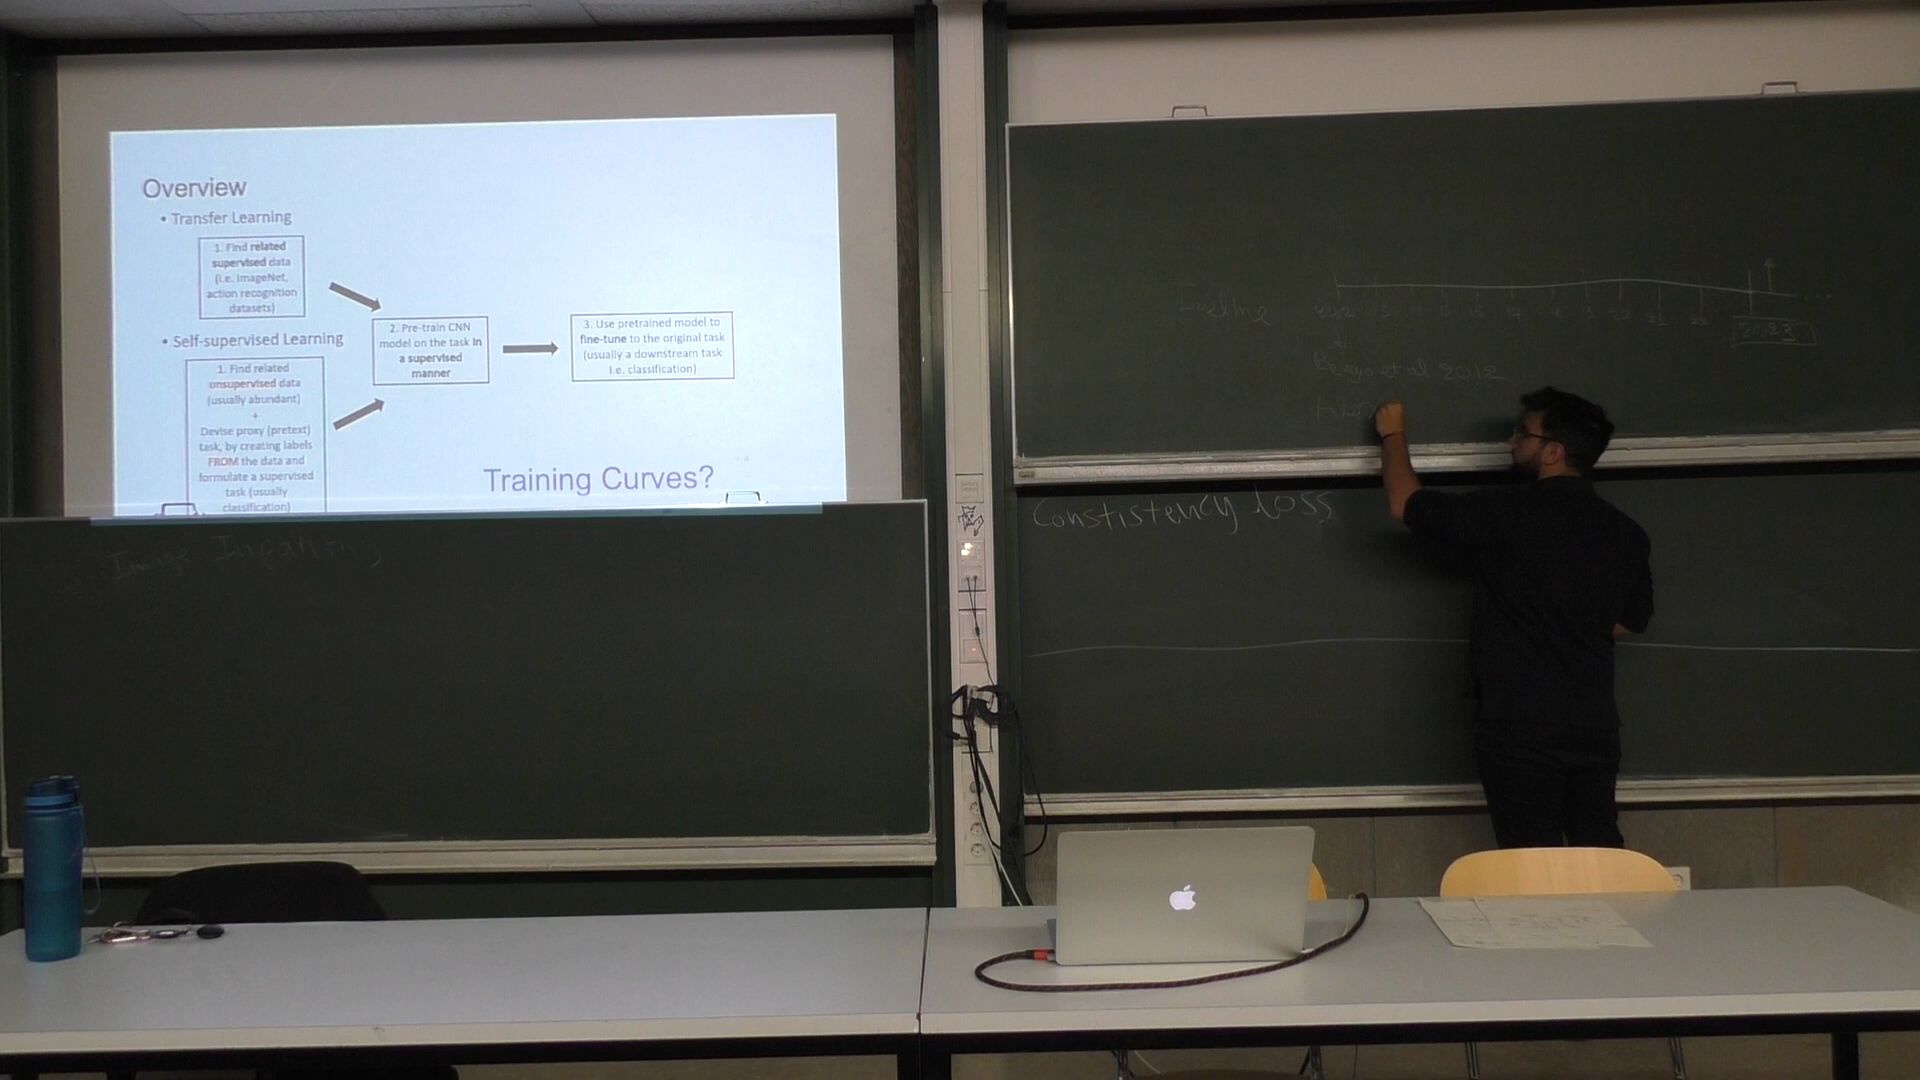 Overview
• Transfer Learning
1. Find related
supervised data
(i.e. ImageNet,
action recognition
datasets)
• Self-supervised Learning
1. Find related
unsupervised data
(usually abundant)
+
Devise proxy (pretext)
task, by creating labels
FROM the data and
formulate a supervised
task (usually
classification)
2. Pre-train CNN
model on the task in
a supervised
manner
3. Use pretrained model to
fine-tune to the original task
(usually a downstream task
i.e. classification)
Training Curves?
Image Inpainting
Timeline
2023
et al 2012
Constistency loss